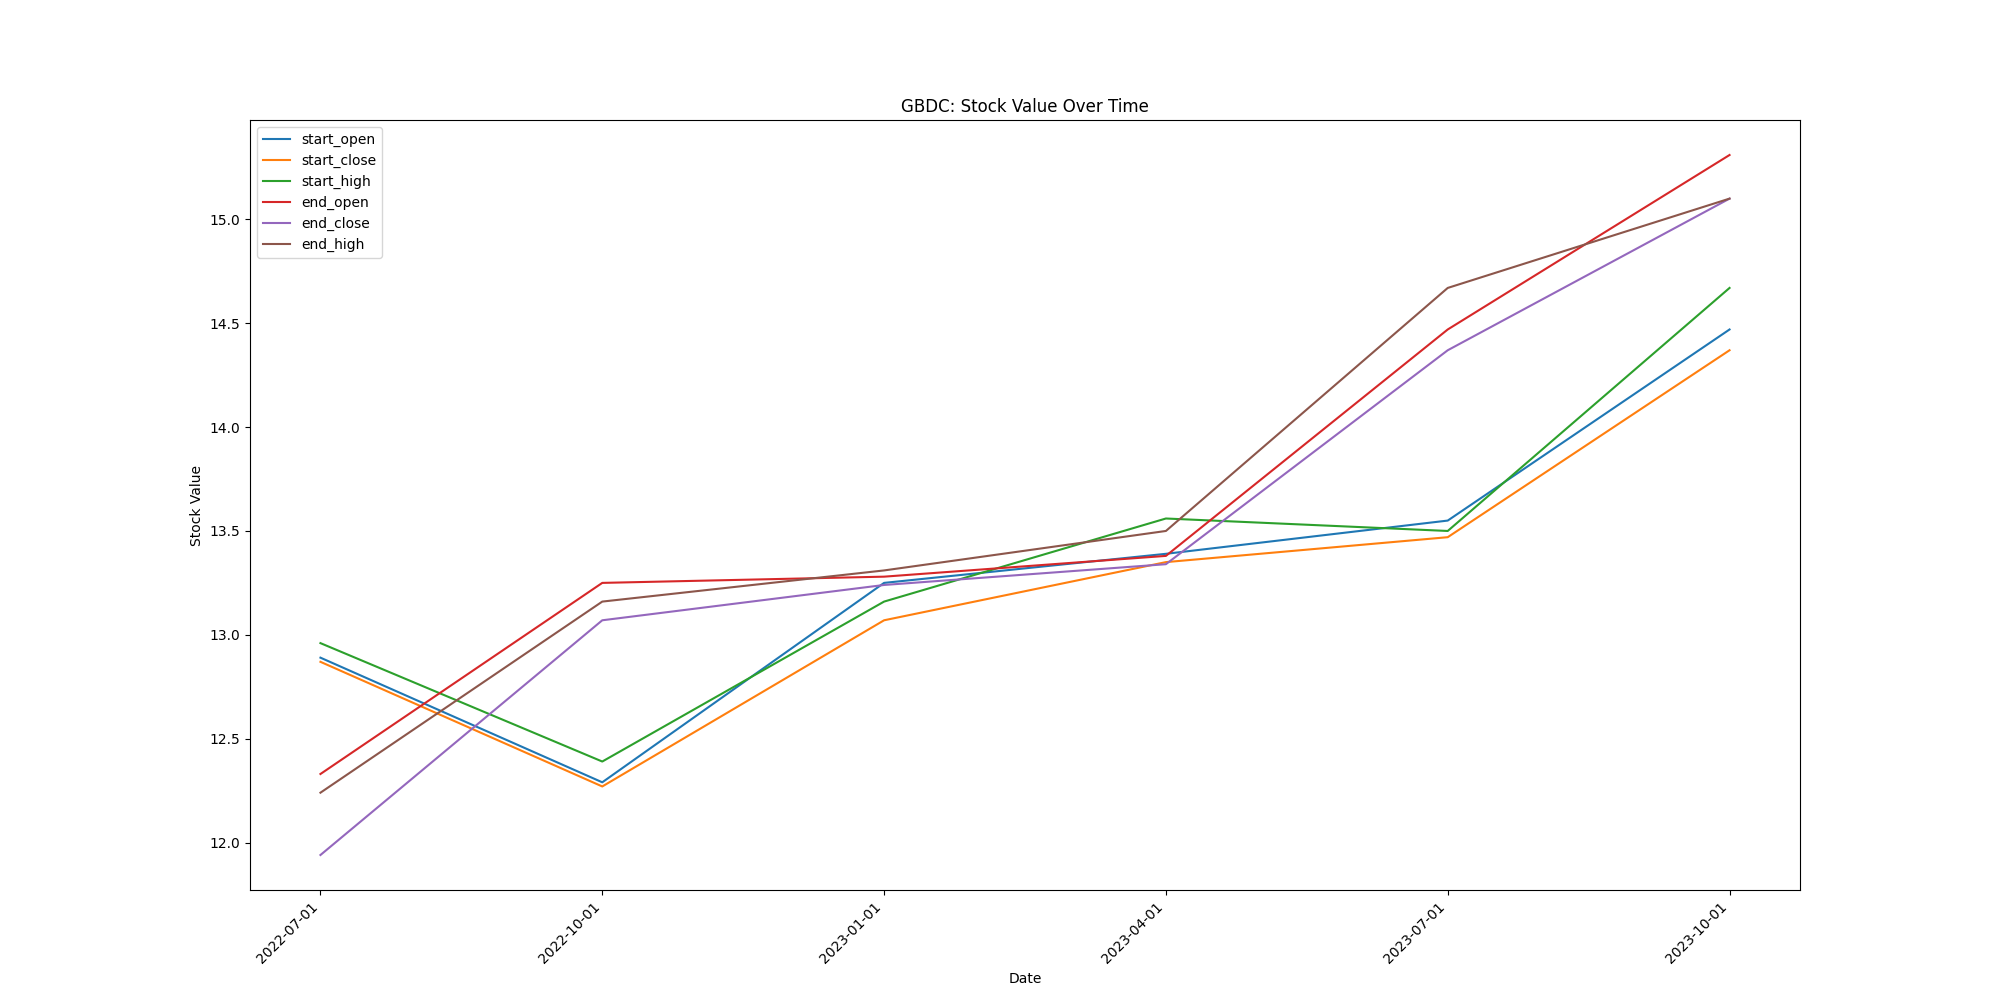 GBDC: Stock Value Over Time
start_open
start_close
start_high
end_open
end_close
end_high
Stock Value
15.0
14.5
14.0
13.5
13.0
12.5
12.0
2022-07-01
2022-10-01
2023-01-01
2023-04-01
2023-07-01
2023-10-01
Date